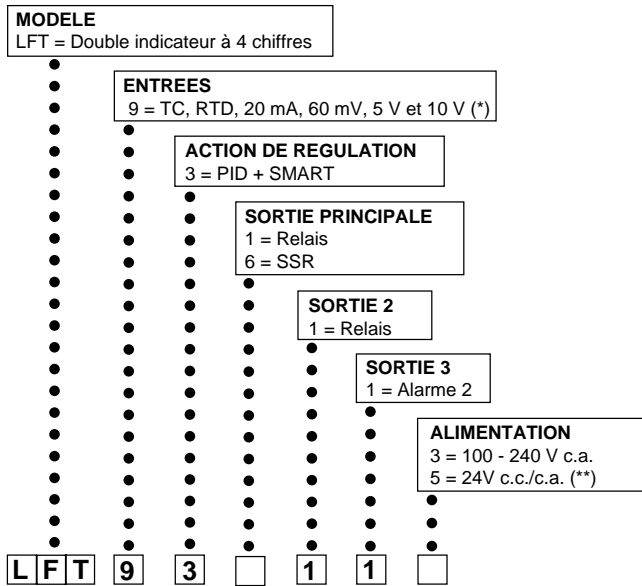 MODELE
LFT = Double indicateur à 4 chiffres
ENTREES
9 = TC, RTD, 20 mA, 60 mV, 5 V et 10 V (*)
ACTION DE REGULATION
3 = PID + SMART
SORTIE PRINCIPALE
1 = Relais
6 = SSR
SORTIE 2
1 = Relais
SORTIE 3
1 = Alarme 2
ALIMENTATION
3 = 100 - 240 V c.a.
5 = 24V c.c./c.a. (**)
L F T 9 3 1 1